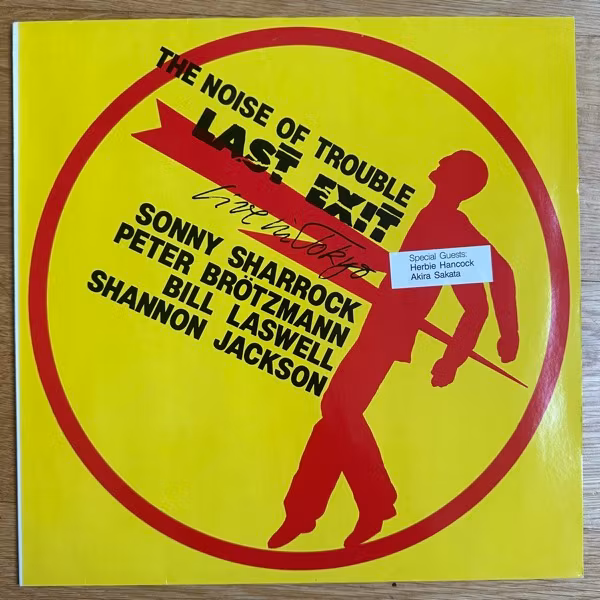 THE NOISE OF TROUBLE
LAST EXIT
Live in Tokyo
SONNY SHARROCK
PETER BRÖTZMANN
BILL LASWELL
SHANNON JACKSON
Special Guests:
Herbie Hancock
Akira Sakata